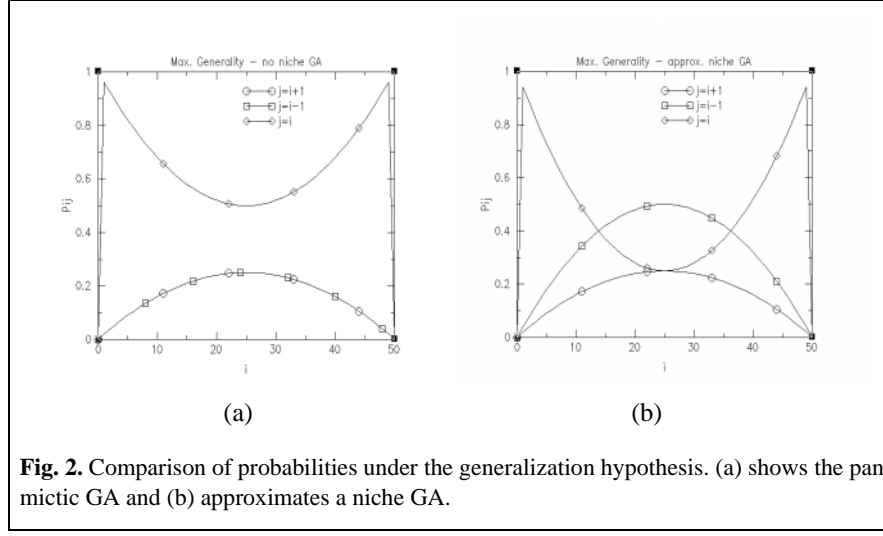 Max. Generality – no niche GA
j=i+1
j=i−1
j=i
1
0.8
0.6
0.4
0.2
0
Pij
0 10 20 30 40 50
i
(a)
Max. Generality – approx. niche GA
j=i+1
j=i−1
j=i
1
0.8
0.6
0.4
0.2
0
Pij
0 10 20 30 40 50
i
(b)
Fig. 2. Comparison of probabilities under the generalization hypothesis. (a) shows the pan
mictic GA and (b) approximates a niche GA.